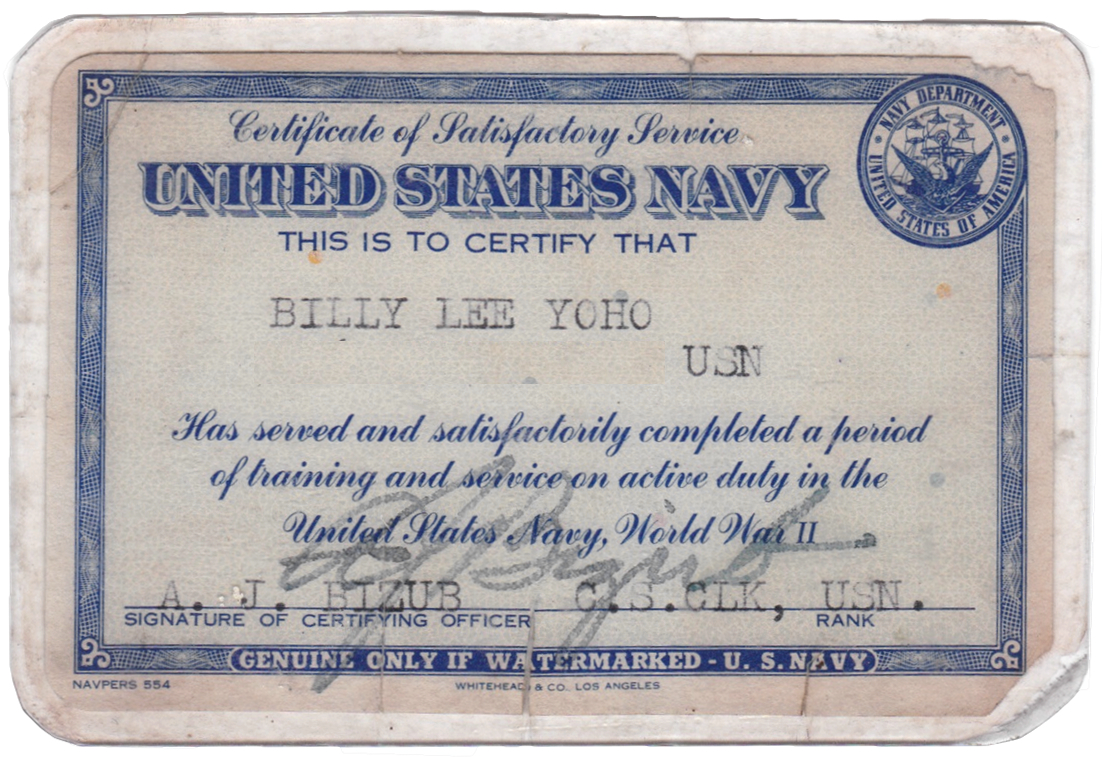 Certificate of Satisfactory Service
UNITED STATES NAVY
NAVY DEPARTMENT
UNITED STATES OF AMERICA
THIS IS TO CERTIFY THAT
BILLY LEE YOHO
USN
Has served and satisfactorily completed a period
of training and service on active duty in the
United States Navy, World War II
A J Bizub
A. J. BIZUB C.S.CLK, USN.
SIGNATURE OF CERTIFYING OFFICER RANK
GENUINE ONLY IF WATERMARKED - U. S. NAVY
NAVPERS 554 WHITEHEAD & CO. LOS ANGELES